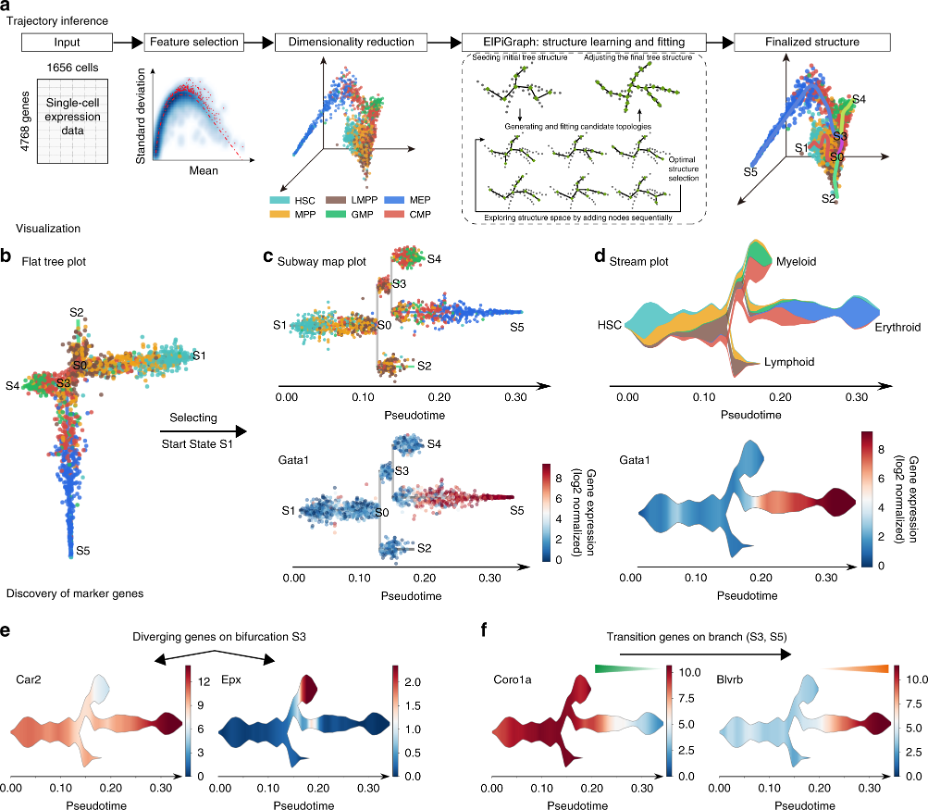 a
Trajectory inference
Input
Feature selection
Dimensionality reduction
ElPiGraph: structure learning and fitting
Finalized structure
1656 cells
4768 genes
Single-cell
expression
data
Standard deviation
Mean
HSC
LMPP
MEP
MPP
GMP
CMP
Seeding initial tree structure
Adjusting the final tree structure
Generating and fitting candidate topologies
Optimal
structure
selection
Exploring structure space by adding nodes sequentially
S4
S3
S1
S0
S5
S2
Visualization
b
Flat tree plot
S2
S1
S0
S4
S3
S5
Selecting
Start State S1
c
Subway map plot
S4
S3
S1
S0
S5
S2
0.00
0.10
0.20
0.30
Pseudotime
Gata1
S4
S3
S1
S0
S5
S2
8
6
4
2
0
Gene expression
(log2 normalized)
0.00
0.10
0.20
0.30
Pseudotime
d
Stream plot
Myeloid
HSC
Erythroid
Lymphoid
0.00
0.10
0.20
0.30
Pseudotime
Gata1
8
6
4
2
0
Gene expression
(log2 normalized)
0.00
0.10
0.20
0.30
Pseudotime
Discovery of marker genes
e
Diverging genes on bifurcation S3
Car2
12
9
6
3
0
0.00
0.10
0.20
0.30
Pseudotime
Epx
2.0
1.5
1.0
0.5
0.0
0.00
0.10
0.20
0.30
Pseudotime
f
Transition genes on branch (S3, S5)
Coro1a
10.0
7.5
5.0
2.5
0.0
0.00
0.10
0.20
0.30
Pseudotime
Blvrb
10.0
7.5
5.0
2.5
0.0
0.00
0.10
0.20
0.30
Pseudotime